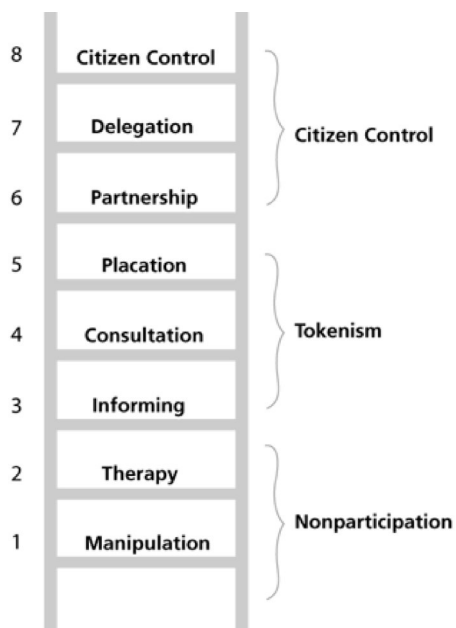 8 Citizen Control
7 Delegation
Citizen Control
6 Partnership
5 Placation
4 Consultation
Tokenism
3 Informing
2 Therapy
Nonparticipation
1 Manipulation